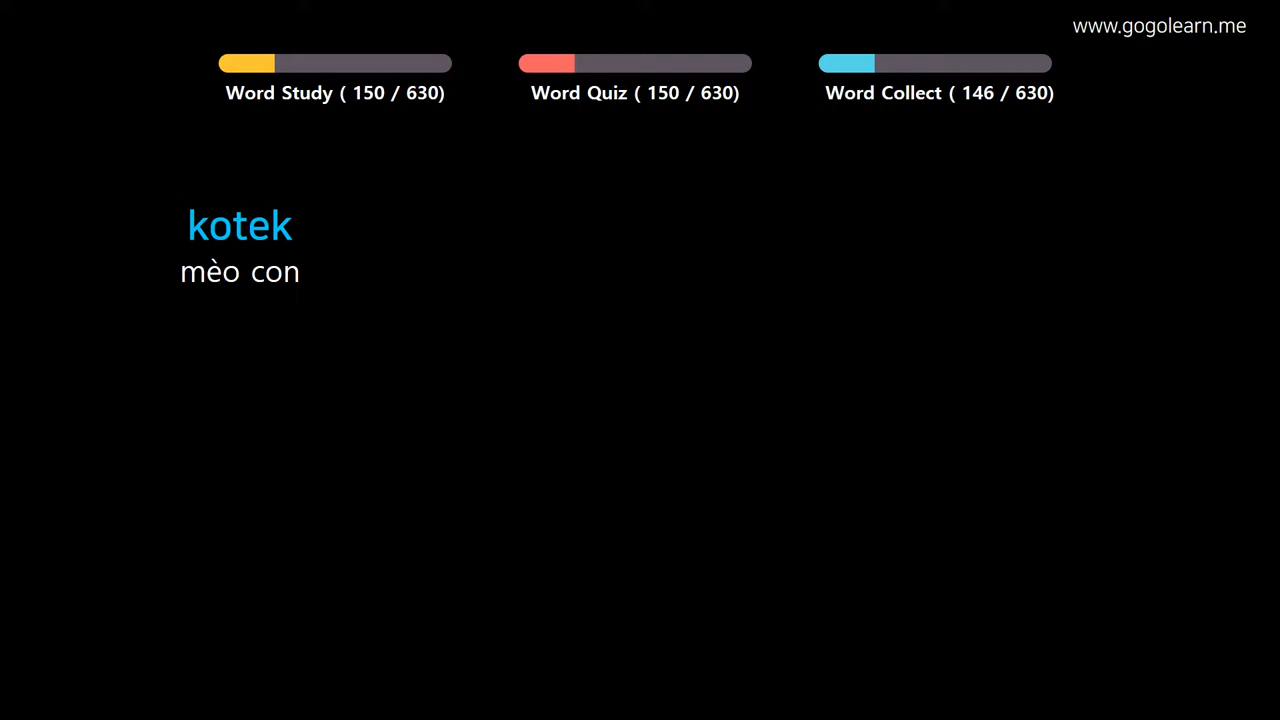 www.gogolearn.me
Word Study ( 150 / 630)
Word Quiz ( 150 / 630)
Word Collect ( 146 / 630)
kotek
mèo con